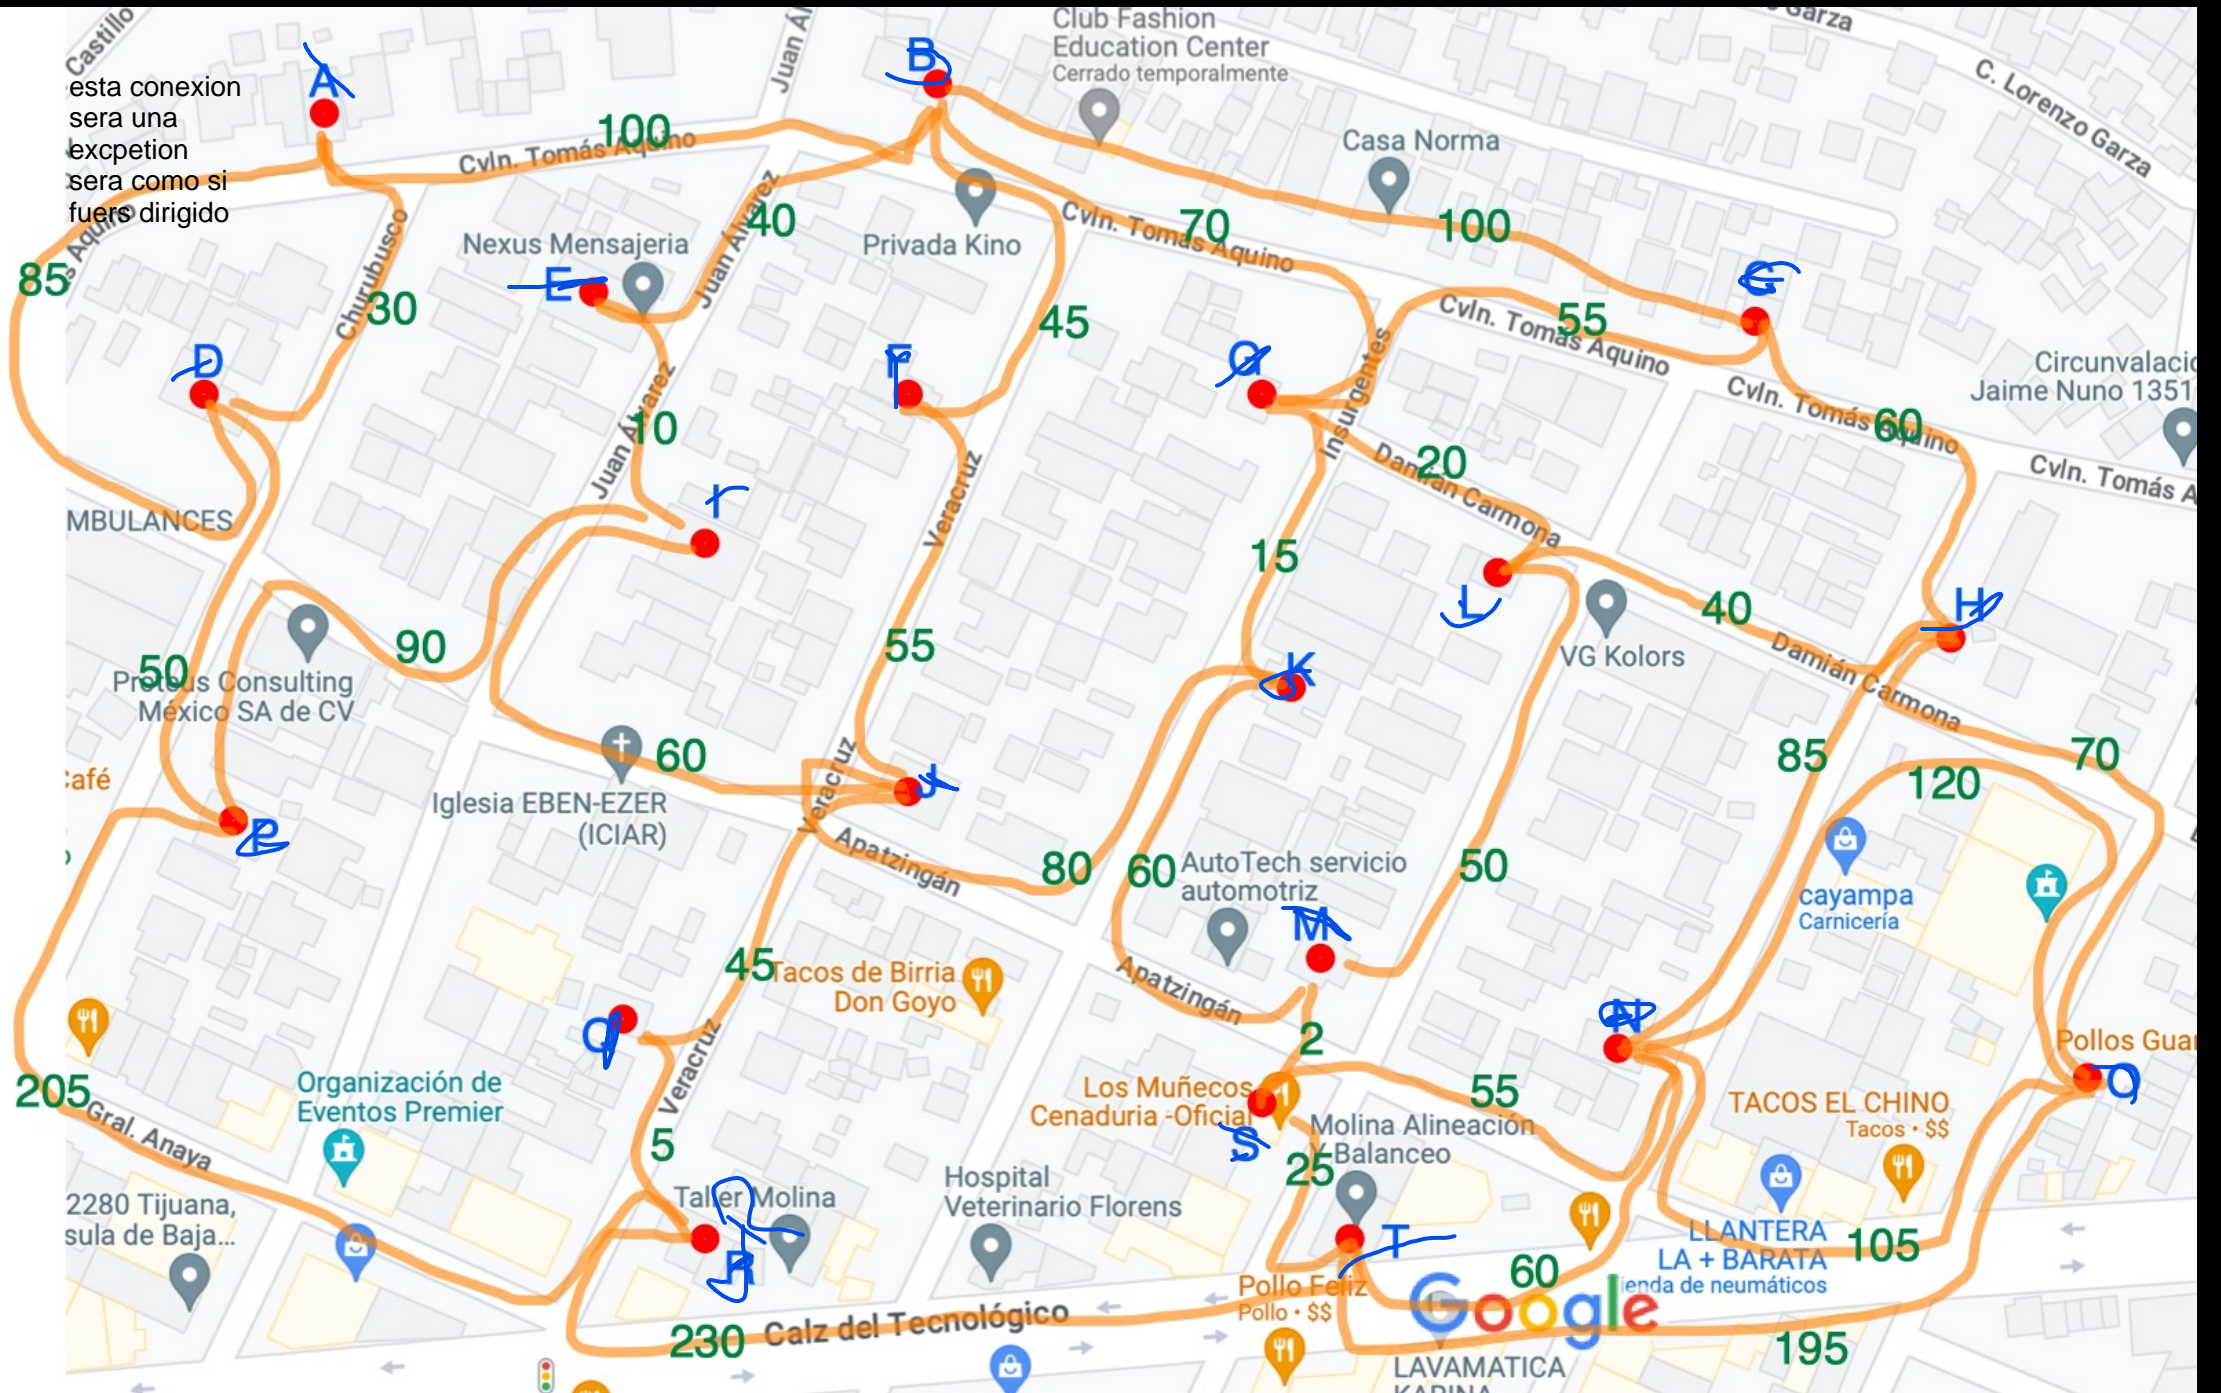 Castillo
esta conexion
sera una
excpetion
sera como si
fuers dirigido
Aquino
A
100
Cvln. Tomás Aquino
B
Club Fashion
Education Center
Cerrado temporalmente
Garza
C. Lorenzo Garza
Casa Norma
85
Churubusco
30
Nexus Mensajeria
E
Juan Álvarez
40
Privada Kino
Cvln. Tomás Aquino
70
100
C
45
Cvln. Tomás Aquino
55
Insurgentes
Circunvalació
Jaime Nuno 1351
D
F
G
Cvln. Tomás Aquino
60
Cvln. Tomás A
10
Juan Álvarez
20
Damián Carmona
MBULANCES
I
Veracruz
15
L
40
H
50
90
Proteus Consulting
México SA de CV
55
K
VG Kolors
Damián Carmona
Café
60
Veracruz
J
85
70
120
P
Iglesia EBEN-EZER
(ICIAR)
Apatzingán
80
60
AutoTech servicio
automotriz
50
cayampa
Carnicería
M
45
Tacos de Birria
Don Goyo
Apatzingán
Q
N
2
Pollos Gua
O
205
Gral. Anaya
Organización de
Eventos Premier
Veracruz
Los Muñecos
Cenaduria -Oficial
55
TACOS EL CHINO
Tacos • $$
5
S
25
Molina Alineación
Y Balanceo
2280 Tijuana,
sula de Baja...
Taller Molina
R
Hospital
Veterinario Florens
T
LLANTERA
LA + BARATA
ienda de neumáticos
105
Pollo Feliz
Pollo • $$
60
Google
230
Calz del Tecnológico
195
LAVAMATICA
KARINA